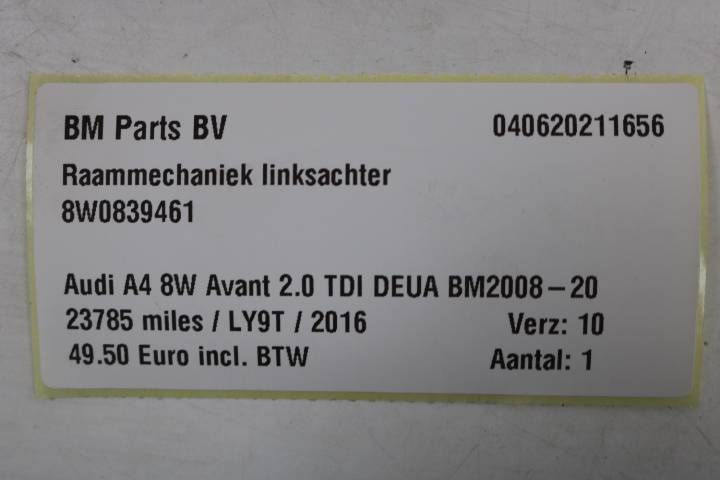 BM Parts BV 040620211656
Raammechaniek linksachter
8W0839461
Audi A4 8W Avant 2.0 TDI DEUA BM2008-20
23785 miles / LY9T / 2016 Verz: 10
49.50 Euro incl. BTW Aantal: 1